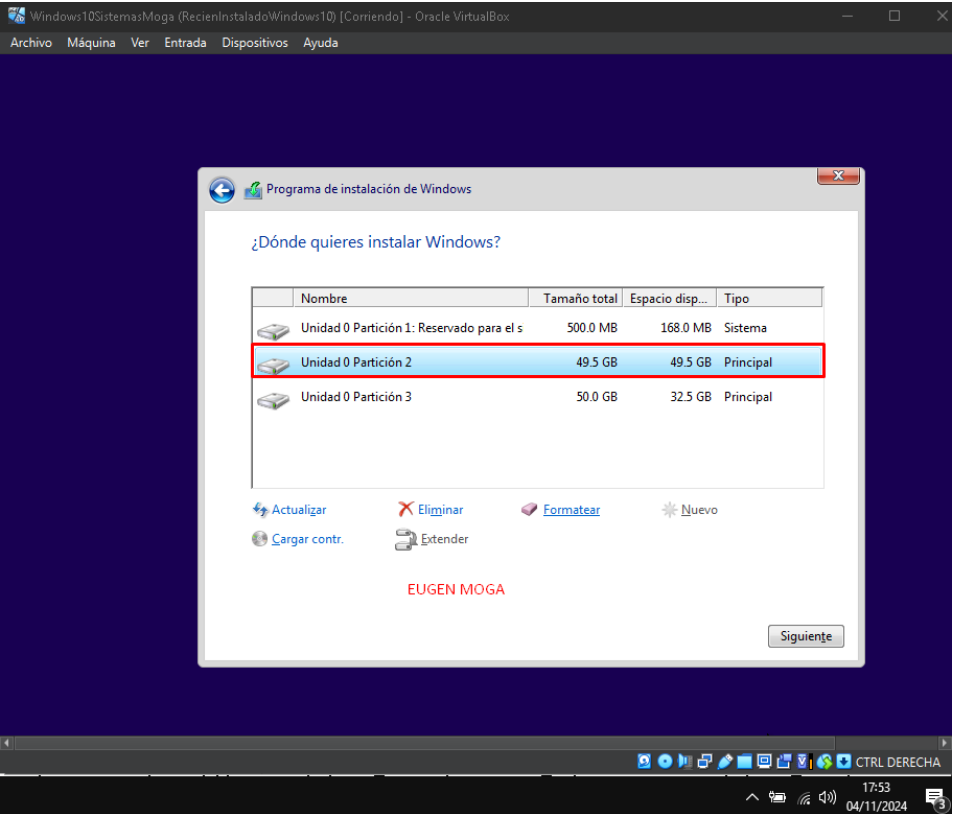 Windows10SistemasMoga (RecienInstaladoWindows10) [Corriendo] - Oracle VirtualBox
Archivo Máquina Ver Entrada Dispositivos Ayuda
Programa de instalación de Windows
¿Dónde quieres instalar Windows?
Nombre Tamaño total Espacio disp... Tipo
Unidad 0 Partición 1: Reservado para el s 500.0 MB 168.0 MB Sistema
Unidad 0 Partición 2 49.5 GB 49.5 GB Principal
Unidad 0 Partición 3 50.0 GB 32.5 GB Principal
Actualizar Eliminar Formatear Nuevo
Cargar contr. Extender
EUGEN MOGA
Siguiente
CTRL DERECHA
17:53
04/11/2024
3